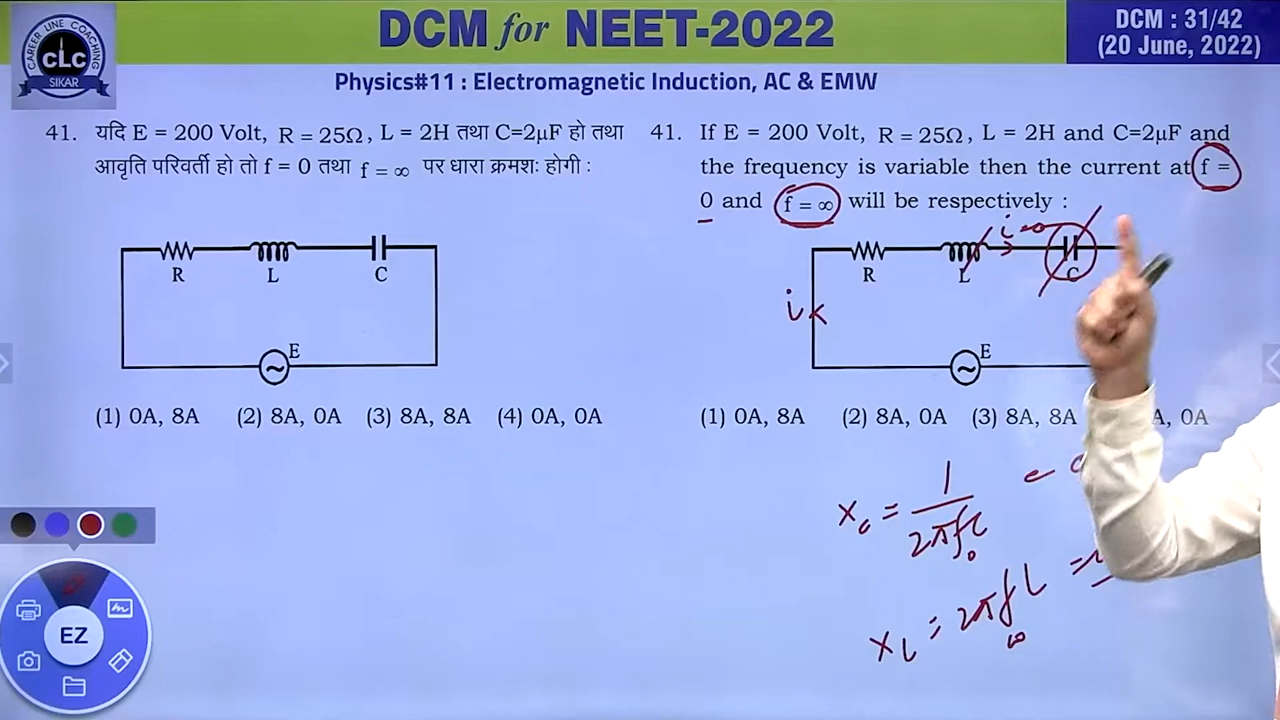 CAREER LINE COACHING
CLC
SIKAR
DCM for NEET-2022
DCM : 31/42
(20 June, 2022)
Physics#11 : Electromagnetic Induction, AC & EMW
41. यदि E = 200 Volt, R = 25Ω, L = 2H तथा C=2μF हो तथा
आवृति परिवर्ती हो तो f = 0 तथा f = ∞ पर धारा क्रमशः होगी :
R L C
E
(1) 0A, 8A (2) 8A, 0A (3) 8A, 8A (4) 0A, 0A
41. If E = 200 Volt, R = 25Ω, L = 2H and C=2μF and
the frequency is variable then the current at f =
0 and f = ∞ will be respectively :
i
R L C
i
E
(1) 0A, 8A (2) 8A, 0A (3) 8A, 8A A, 0A
X_C = 1/2πfC
0
X_L = 2πfL =
∞
EZ